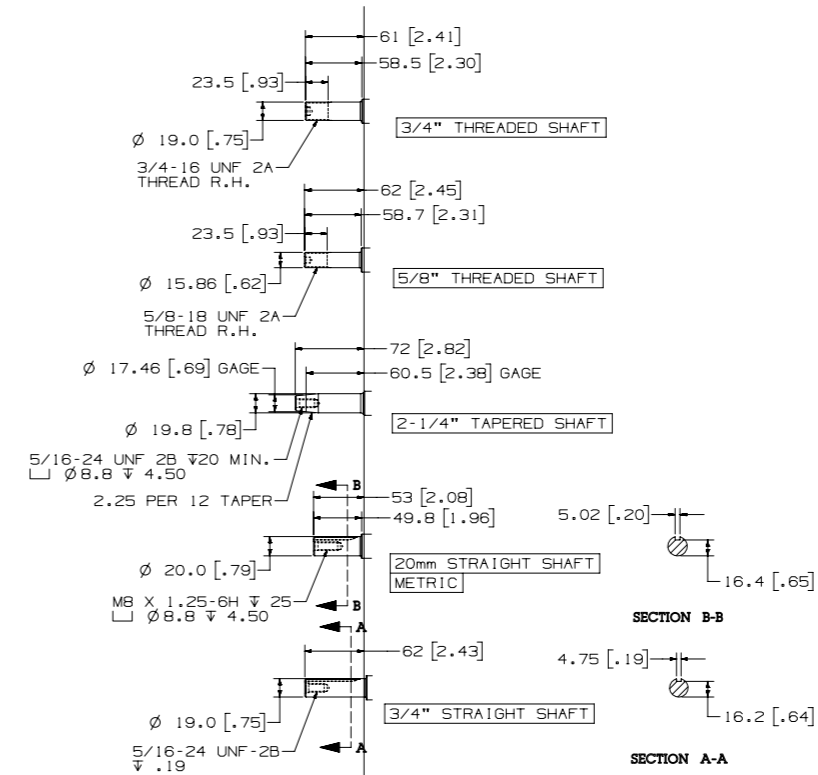 61 [2.41]
58.5 [2.30]
23.5 [.93]
Ø 19.0 [.75]
3/4" THREADED SHAFT
3/4-16 UNF 2A
THREAD R.H.
62 [2.45]
58.7 [2.31]
23.5 [.93]
Ø 15.86 [.62]
5/8" THREADED SHAFT
5/8-18 UNF 2A
THREAD R.H.
72 [2.82]
Ø 17.46 [.69] GAGE
60.5 [2.38] GAGE
Ø 19.8 [.78]
2-1/4" TAPERED SHAFT
5/16-24 UNF 2B ↧20 MIN.
⌴ Ø8.8 ↧ 4.50
2.25 PER 12 TAPER
B
53 [2.08]
49.8 [1.96]
5.02 [.20]
Ø 20.0 [.79]
20mm STRAIGHT SHAFT
METRIC
16.4 [.65]
M8 X 1.25-6H ↧ 25
⌴ Ø8.8 ↧ 4.50
B
SECTION B-B
A
62 [2.43]
4.75 [.19]
Ø 19.0 [.75]
3/4" STRAIGHT SHAFT
16.2 [.64]
5/16-24 UNF-2B
↧ .19
A
SECTION A-A